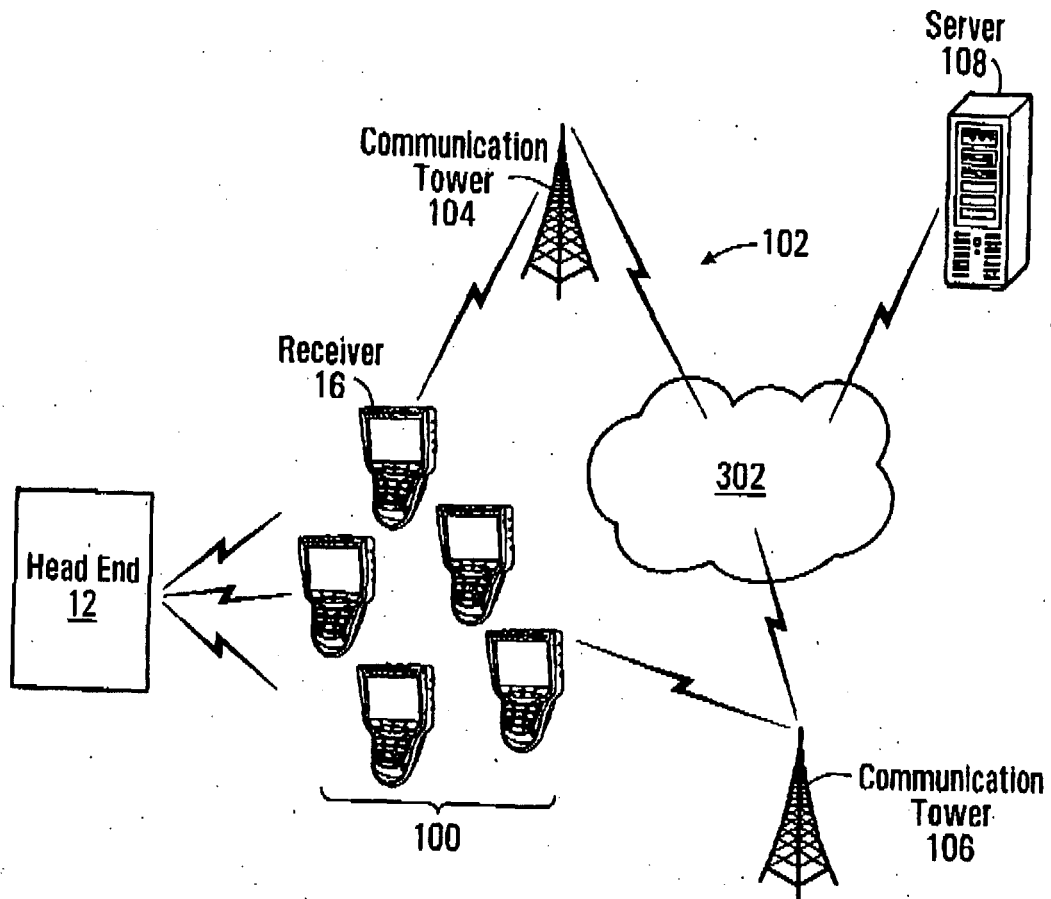 Server
108
Communication
Tower
104
102
Receiver
16
302
Head End
12
100
Communication
Tower
106